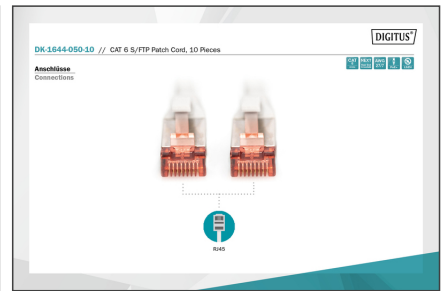 DIGITUS®
DK-1644-050-10 // CAT 6 S/FTP Patch Cord, 10 Pieces
Anschlüsse
Connections
RJ45